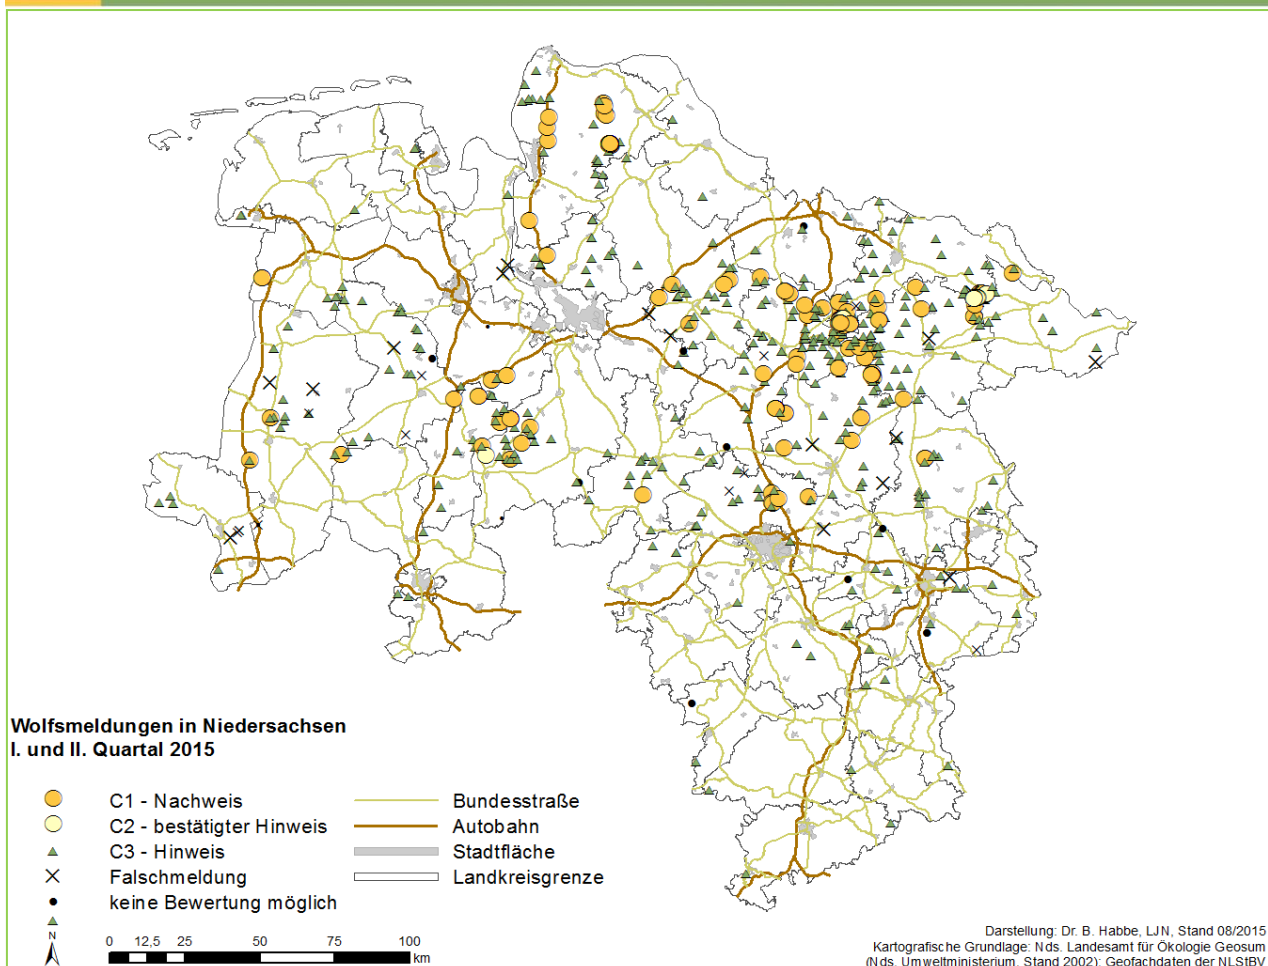 Wolfsmeldungen in Niedersachsen
I. und II. Quartal 2015
C1 - Nachweis
C2 - bestätigter Hinweis
C3 - Hinweis
Falschmeldung
keine Bewertung möglich
Bundesstraße
Autobahn
Stadtfläche
Landkreisgrenze
N
0 12,5 25 50 75 100
km
Darstellung: Dr. B. Habbe, LJN, Stand 08/2015
Kartografische Grundlage: Nds. Landesamt für Ökologie Geosum
(Nds. Umweltministerium, Stand 2002); Geofachdaten der NLStBV